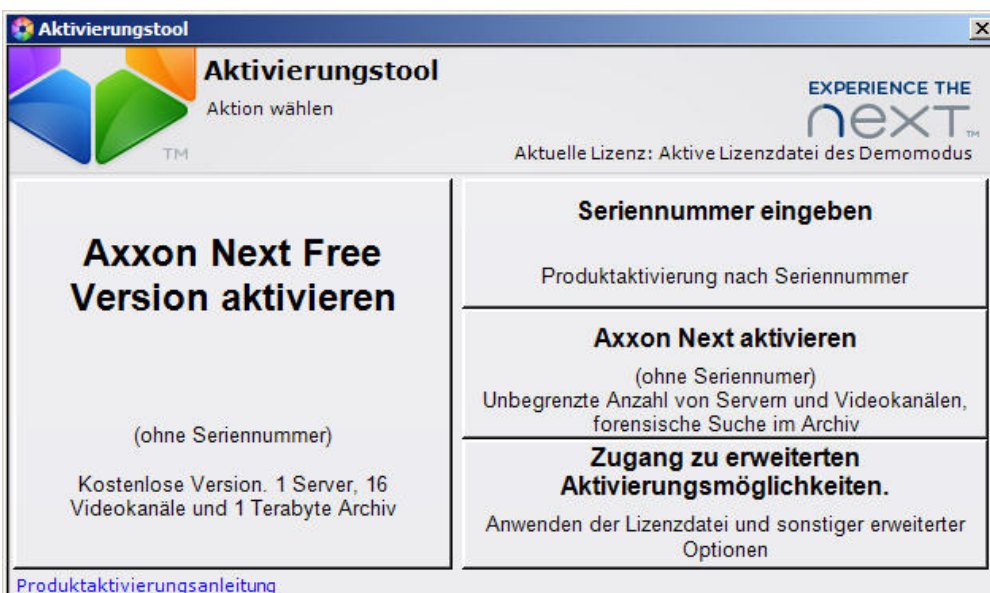 Aktivierungstool
Aktivierungstool
Aktion wählen
TM
EXPERIENCE THE
next
TM
Aktuelle Lizenz: Aktive Lizenzdatei des Demomodus
Axxon Next Free
Version aktivieren
(ohne Seriennummer)
Kostenlose Version. 1 Server, 16
Videokanäle und 1 Terabyte Archiv
Seriennummer eingeben
Produktaktivierung nach Seriennummer
Axxon Next aktivieren
(ohne Seriennumer)
Unbegrenzte Anzahl von Servern und Videokanälen,
forensische Suche im Archiv
Zugang zu erweiterten
Aktivierungsmöglichkeiten.
Anwenden der Lizenzdatei und sonstiger erweiterter
Optionen
Produktaktivierungsanleitung